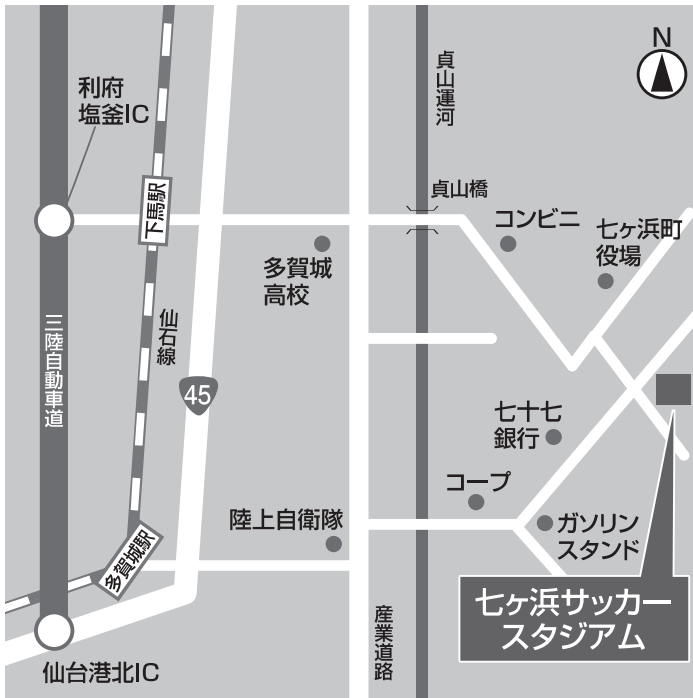 N
利府
塩釜IC
貞山運河
貞山橋
下馬駅
コンビニ
七ヶ浜町
役場
多賀城
高校
三陸自動車道
仙石線
45
七十七
銀行
コープ
陸上自衛隊
ガソリン
スタンド
多賀城駅
七ヶ浜サッカー
スタジアム
産業道路
仙台港北IC